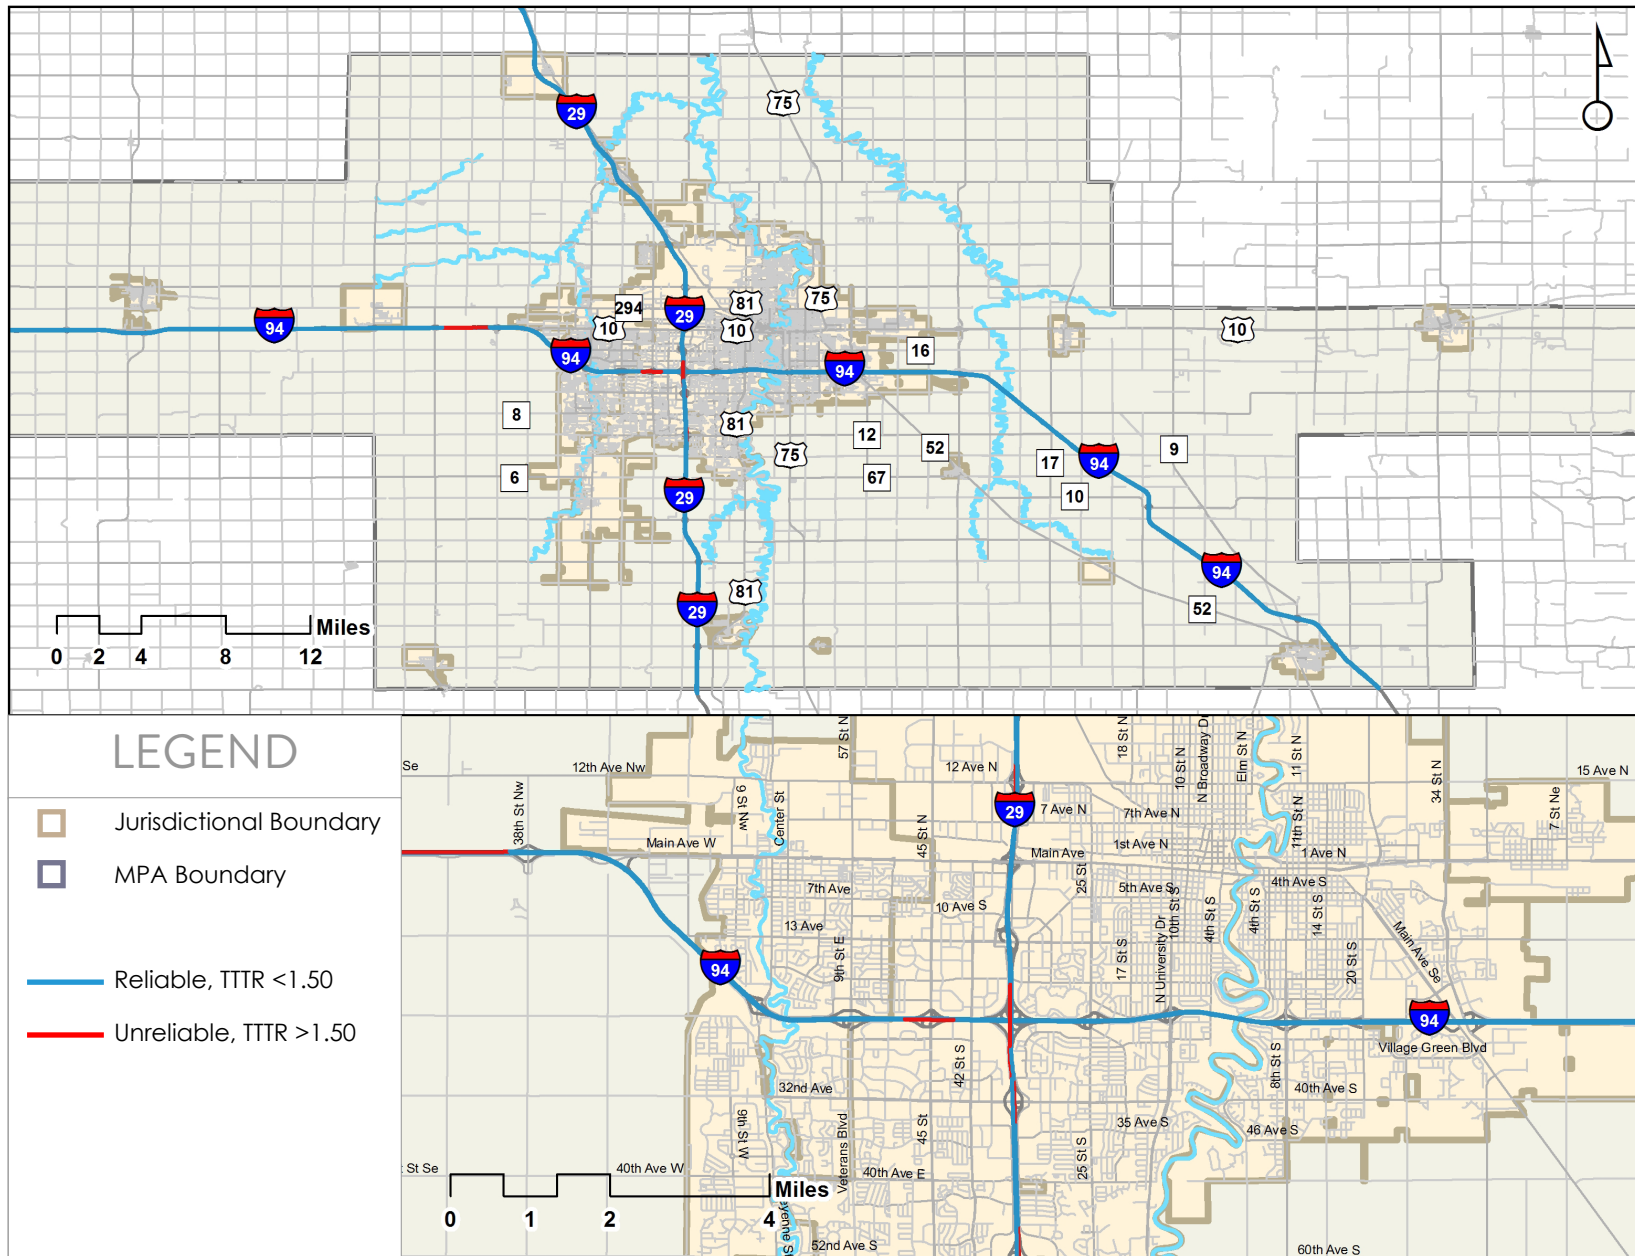 75
29
294
10
29
81
10
75
10
94
94
94
16
8
81
12
52
75
67
6
17
94
9
10
29
94
81
29
52
Miles
0 2 4 8 12
LEGEND
Jurisdictional Boundary
MPA Boundary
Reliable, TTTR <1.50
Unreliable, TTTR >1.50
Se
12th Ave Nw
38th St Nw
9 St Nw
Center St
57 St N
12 Ave N
18 St N
10 St N
N Broadway Dr
Elm St N
11 St N
34 St N
15 Ave N
7 St Ne
29
7 Ave N
7th Ave N
11th St N
Main Ave W
45 St N
Main Ave
1st Ave N
1 Ave N
25 St
7th Ave
5th Ave S
4th Ave S
10 Ave S
10th St S
4th St S
4th St S
14 St S
13 Ave
9th St E
17 St S
N University Dr
20 St S
Main Ave Se
94
94
42 St S
8th St S
Village Green Blvd
32nd Ave
40th Ave S
9th St W
Veterans Blvd
45 St
35 Ave S
46 Ave S
25 St S
St Se
40th Ave W
40th Ave E
Miles
0 1 2 4
52nd Ave S
60th Ave S